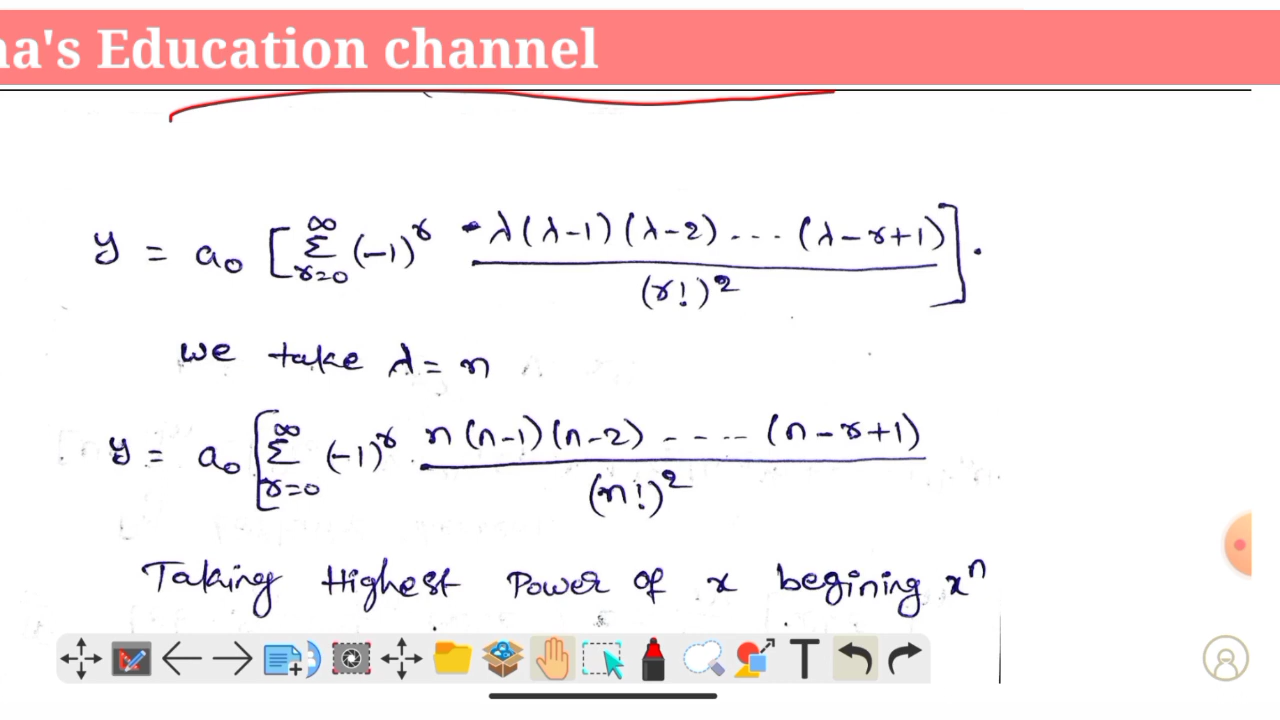 na's Education channel
y = a₀ [ Σ_{r=0}^{∞} (-1)^r λ(λ-1)(λ-2)....(λ-r+1) / (r!)² ].
we take λ = n
y = a₀ [ Σ_{r=0}^{∞} (-1)^r . n(n-1)(n-2) ----- (n-r+1) / (n!)²
Taking Highest Power of x begining x^n
T